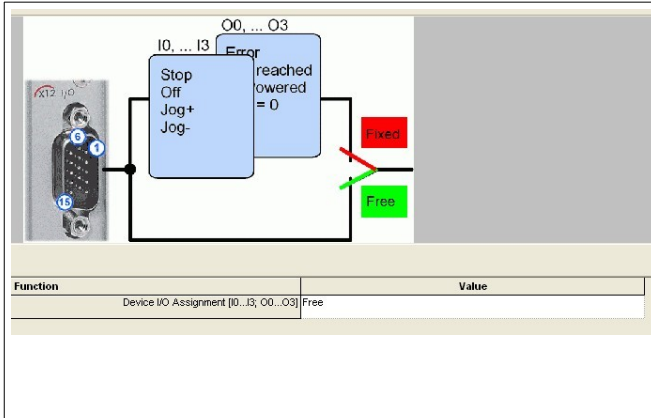 O0, ... O3
I0, ... I3
Error
reached
owered
= 0
Stop
Off
Jog+
Jog-
X12 I/O
6
1
15
Fixed
Free
Function
Value
Device I/O Assignment [I0...I3; O0...O3]
Free